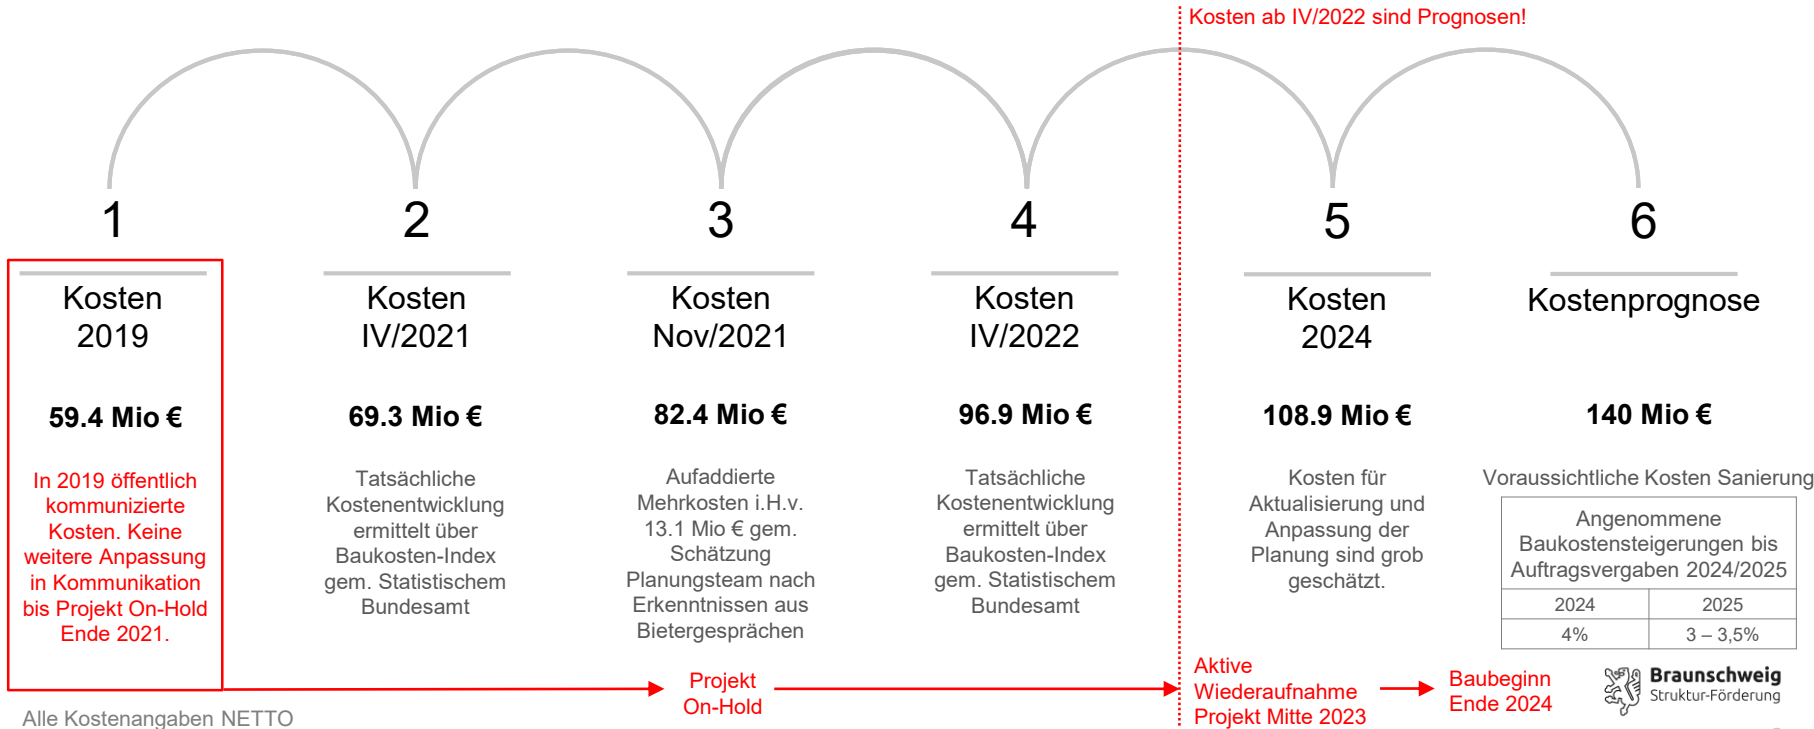 Kosten ab IV/2022 sind Prognosen!
1
2
3
4
5
6
Kosten
2019
59.4 Mio €
In 2019 öffentlich
kommunizierte
Kosten. Keine
weitere Anpassung
in Kommunikation
bis Projekt On-Hold
Ende 2021.
Kosten
IV/2021
69.3 Mio €
Tatsächliche
Kostenentwicklung
ermittelt über
Baukosten-Index
gem. Statistischem
Bundesamt
Kosten
Nov/2021
82.4 Mio €
Aufaddierte
Mehrkosten i.H.v.
13.1 Mio € gem.
Schätzung
Planungsteam nach
Erkenntnissen aus
Bietergesprächen
Kosten
IV/2022
96.9 Mio €
Tatsächliche
Kostenentwicklung
ermittelt über
Baukosten-Index
gem. Statistischem
Bundesamt
Kosten
2024
108.9 Mio €
Kosten für
Aktualisierung und
Anpassung der
Planung sind grob
geschätzt.
Kostenprognose
140 Mio €
Voraussichtliche Kosten Sanierung
Angenommene
Baukostensteigerungen bis
Auftragsvergaben 2024/2025
2024 2025
4% 3 – 3,5%
Projekt
On-Hold
Aktive
Wiederaufnahme
Projekt Mitte 2023
Baubeginn
Ende 2024
Braunschweig
Struktur-Förderung
Alle Kostenangaben NETTO